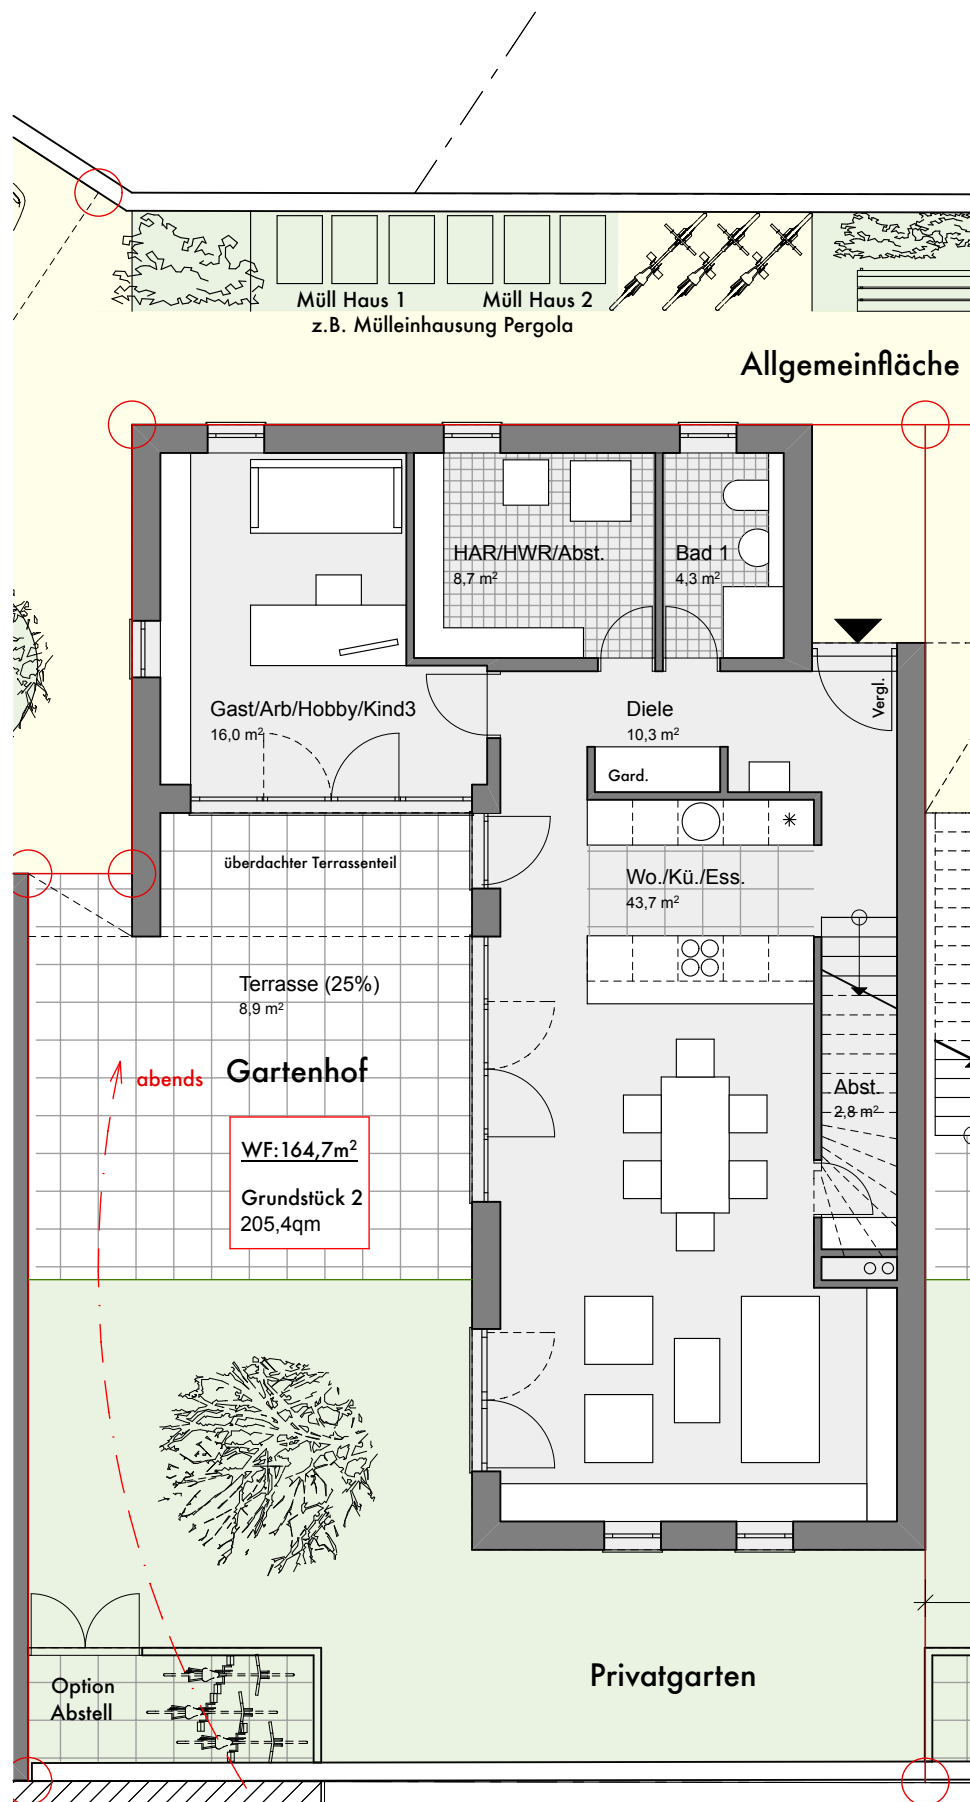 Müll Haus 1
Müll Haus 2
z.B. Mülleinhausung Pergola
Allgemeinfläche
HAR/HWR/Abst.
8,7 m²
Bad 1
4,3 m²
Gast/Arb/Hobby/Kind3
16,0 m²
Diele
10,3 m²
Vergl.
Gard.
überdachter Terrassenteil
Wo./Kü./Ess.
43,7 m²
Terrasse (25%)
8,9 m²
abends
Gartenhof
Abst.
2,8 m²
WF:164,7m²
Grundstück 2
205,4qm
Privatgarten
Option
Abstell